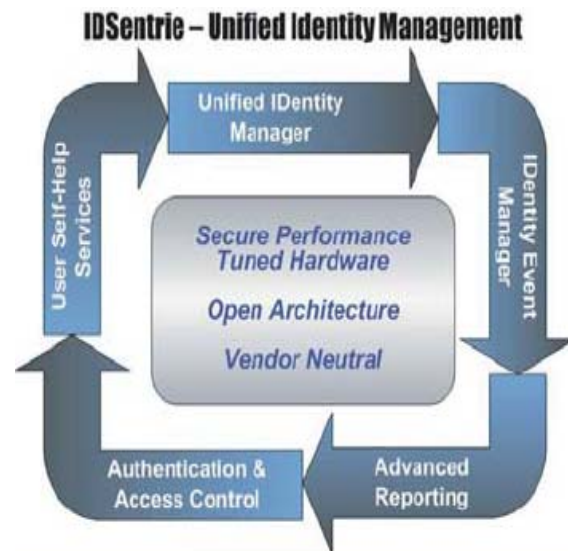 IDSentrie – Unified Identity Management
Unified IDentity
Manager
IDentity Event
Manager
Advanced
Reporting
Authentication &
Access Control
User Self-Help
Services
Secure Performance
Tuned Hardware
Open Architecture
Vendor Neutral